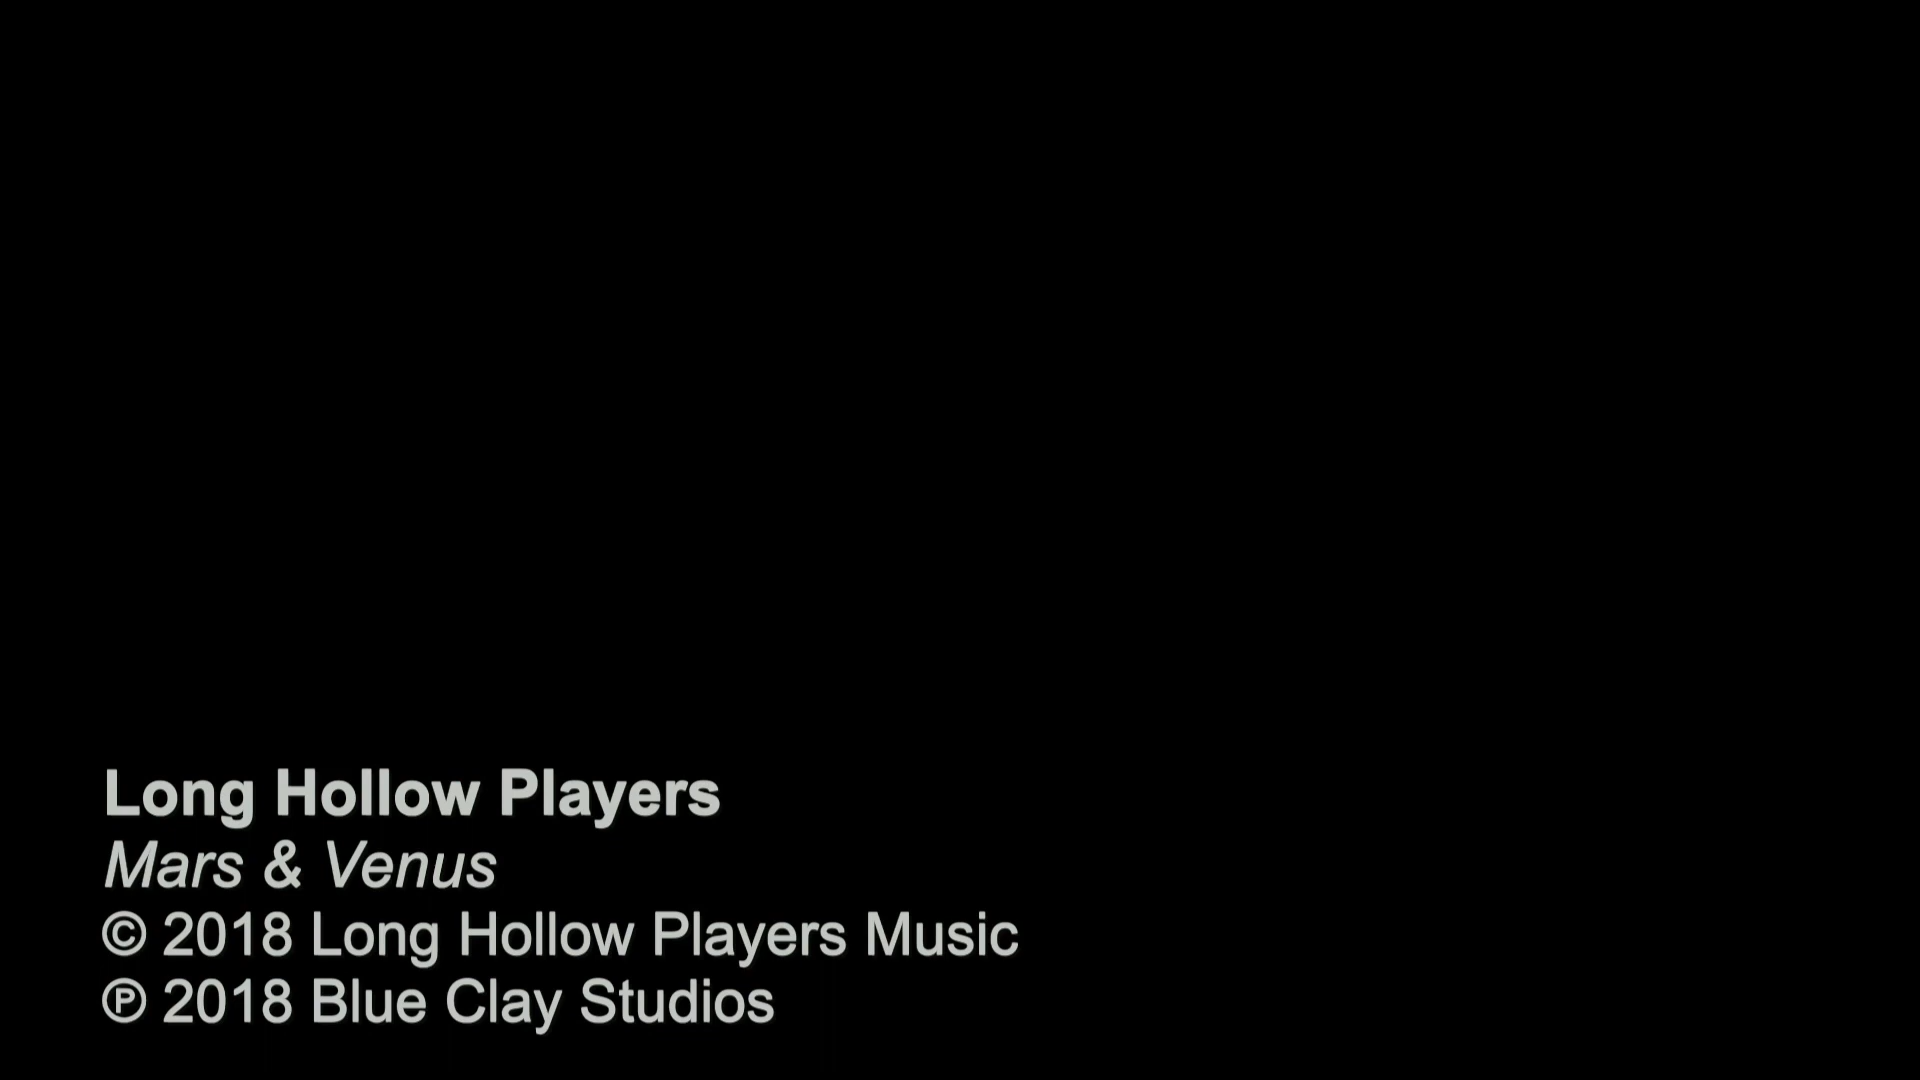 Long Hollow Players
Mars & Venus
© 2018 Long Hollow Players Music
℗ 2018 Blue Clay Studios